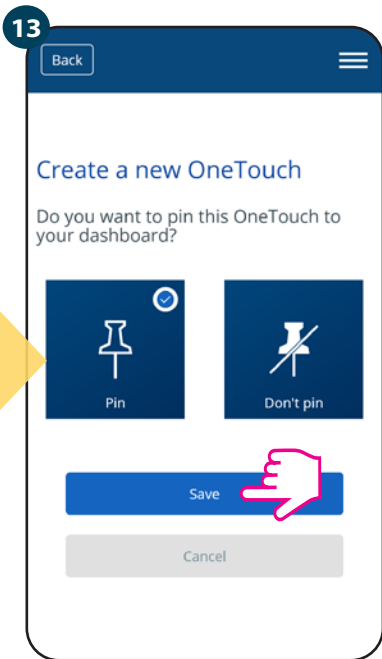 13
Back
Create a new OneTouch
Do you want to pin this OneTouch to
your dashboard?
Pin
Don't pin
Save
Cancel